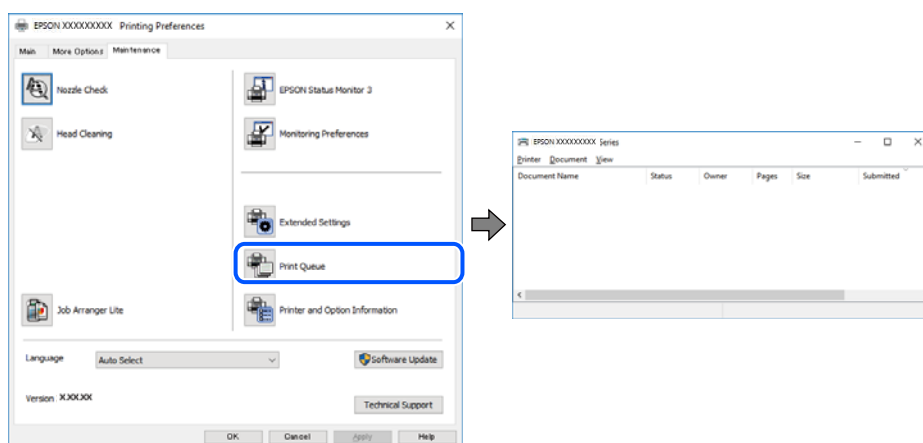 EPSON XXXXXXXXX Printing Preferences
Main More Options Maintenance
Nozzle Check
EPSON Status Monitor 3
Head Cleaning
Monitoring Preferences
Extended Settings
Print Queue
Job Arranger Lite
Printer and Option Information
Language Auto Select
Software Update
Version X.XX.XX
Technical Support
OK Cancel Apply Help
EPSON XXXXXXXXX Series
Printer Document View
Document Name Status Owner Pages Size Submitted